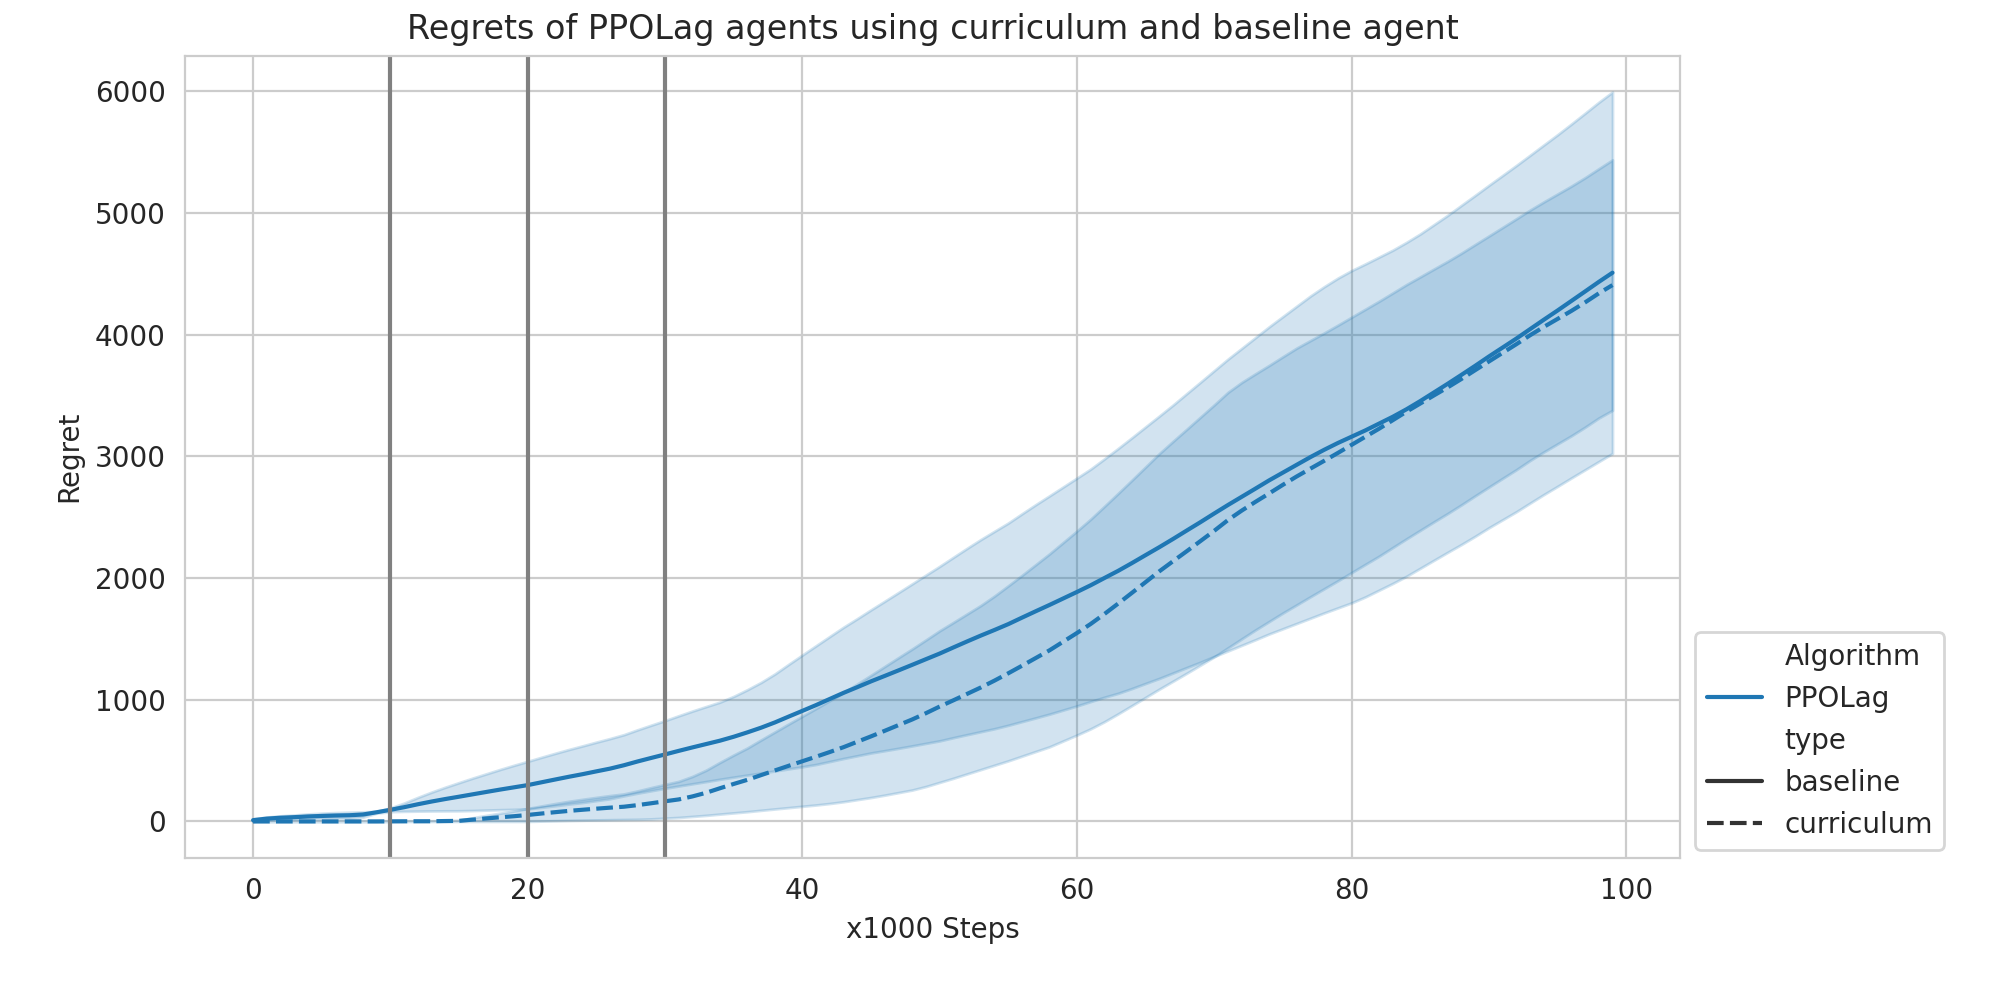 Regrets of PPOLag agents using curriculum and baseline agent
6000
5000
4000
3000
2000
1000
0
Regret
0 20 40 60 80 100
x1000 Steps
Algorithm
PPOLag
type
baseline
curriculum